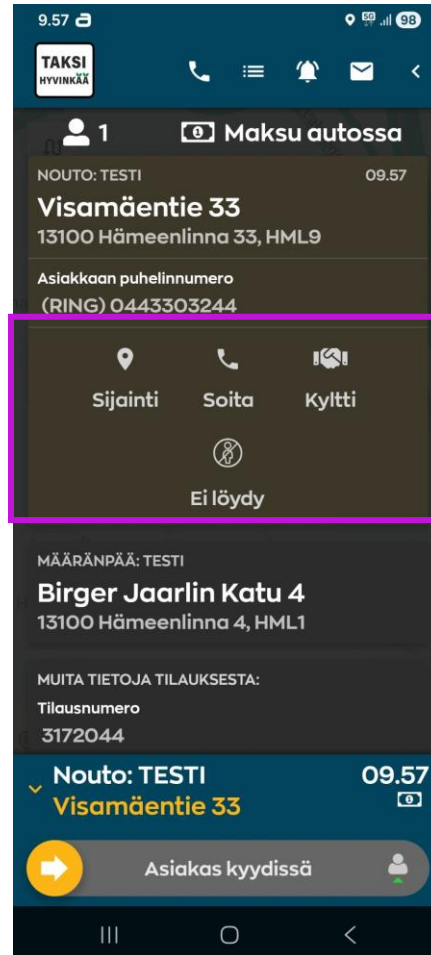 9.57
5G
98
TAKSI
HYVINKÄÄ
1
Maksu autossa
NOUTO: TESTI
09.57
Visamäentie 33
13100 Hämeenlinna 33, HML9
Asiakkaan puhelinnumero
(RING) 0443303244
Sijainti
Soita
Kyltti
Ei löydy
MÄÄRÄNPÄÄ: TESTI
Birger Jaarlin Katu 4
13100 Hämeenlinna 4, HML1
MUITA TIETOJA TILAUKSESTA:
Tilausnumero
3172044
Nouto: TESTI
09.57
Visamäentie 33
Asiakas kyydissä